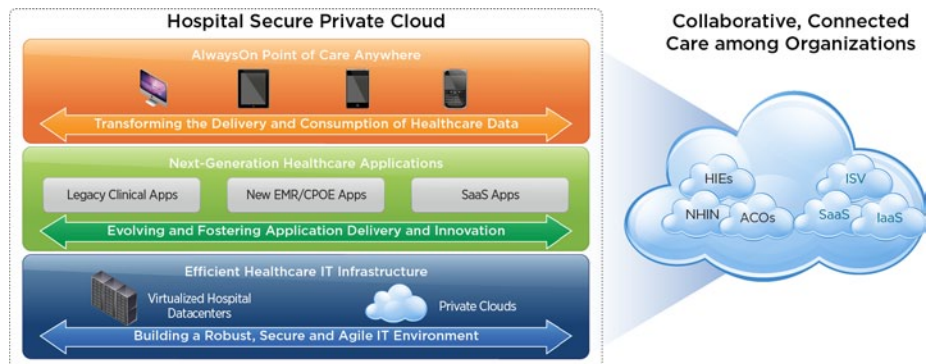 Hospital Secure Private Cloud
AlwaysOn Point of Care Anywhere
Transforming the Delivery and Consumption of Healthcare Data
Next-Generation Healthcare Applications
Legacy Clinical Apps
New EMR/CPOE Apps
SaaS Apps
Evolving and Fostering Application Delivery and Innovation
Efficient Healthcare IT Infrastructure
Virtualized Hospital
Datacenters
Private Clouds
Building a Robust, Secure and Agile IT Environment
Collaborative, Connected
Care among Organizations
HIEs
NHIN
ACOs
ISV
SaaS
IaaS